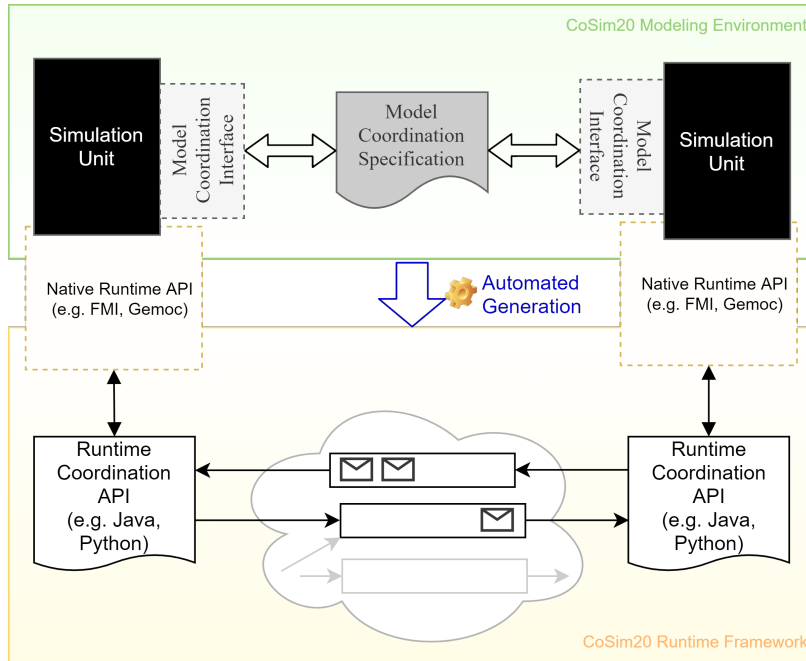 CoSim20 Modeling Environment
Simulation
Unit
Model
Coordination
Interface
Model
Coordination
Specification
Model
Coordination
Interface
Simulation
Unit
Native Runtime API
(e.g. FMI, Gemoc)
Automated
Generation
Native Runtime API
(e.g. FMI, Gemoc)
Runtime
Coordination
API
(e.g. Java,
Python)
Runtime
Coordination
API
(e.g. Java,
Python)
CoSim20 Runtime Framework